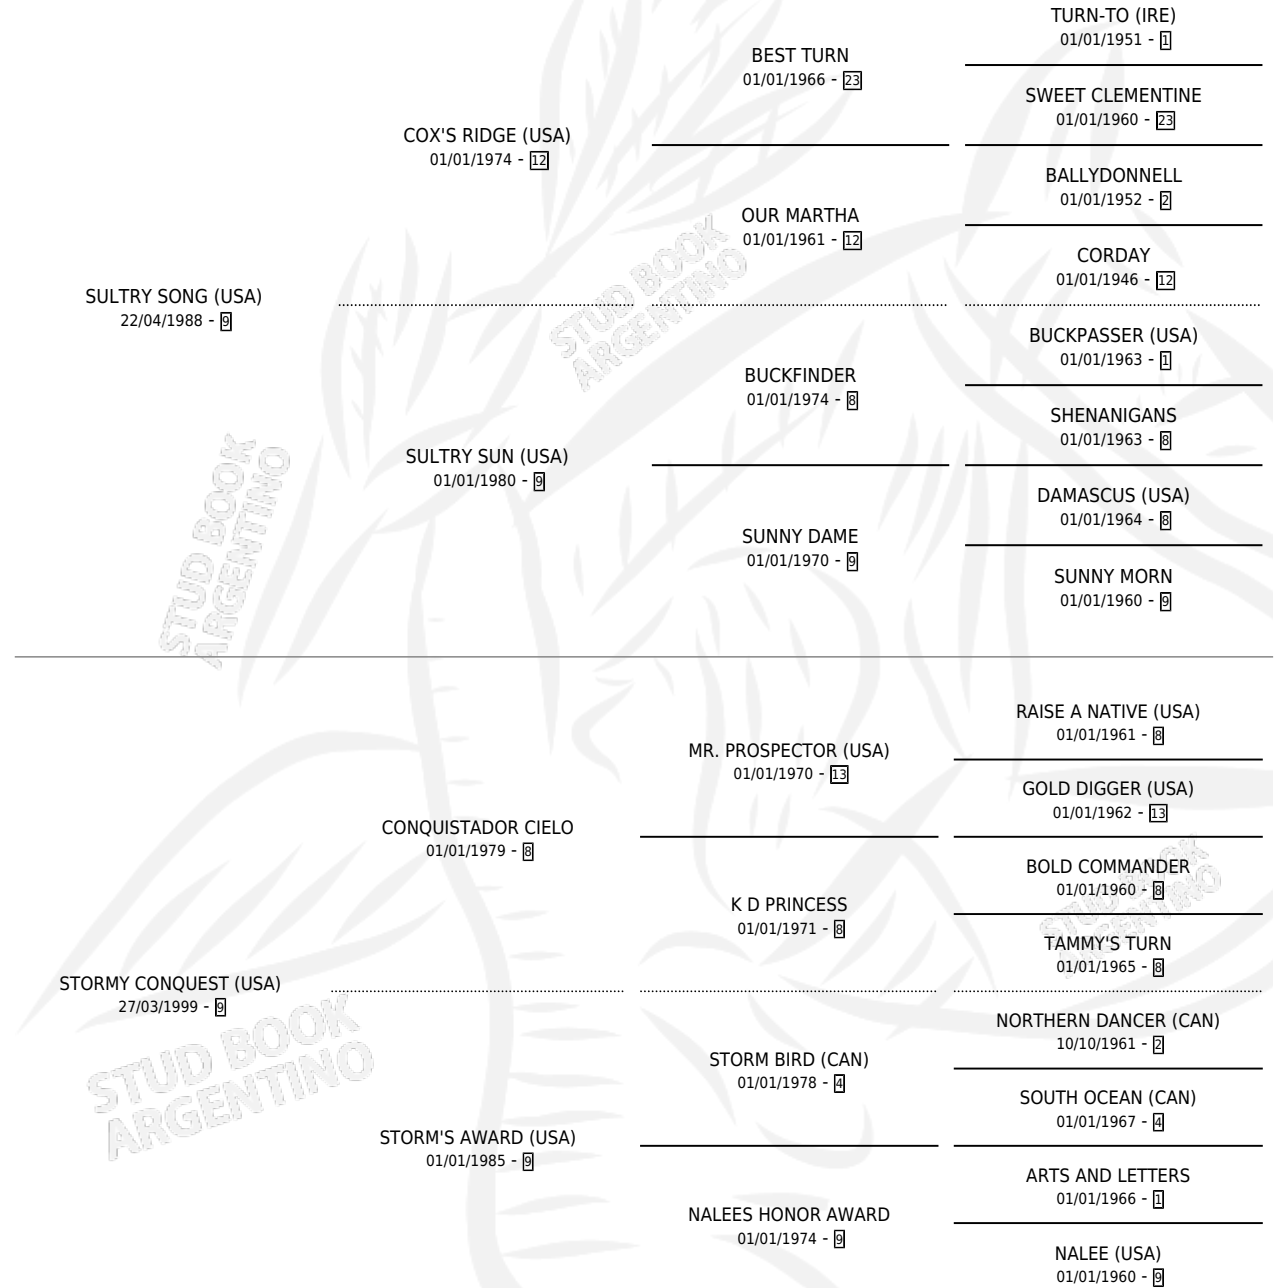 TURN-TO (IRE)
01/01/1951 - 1
BEST TURN
01/01/1966 - 23
SWEET CLEMENTINE
01/01/1960 - 23
COX'S RIDGE (USA)
01/01/1974 - 12
BALLYDONNELL
01/01/1952 - 2
OUR MARTHA
01/01/1961 - 12
CORDAY
01/01/1946 - 12
SULTRY SONG (USA)
22/04/1988 - 9
BUCKPASSER (USA)
01/01/1963 - 1
BUCKFINDER
01/01/1974 - 8
SHENANIGANS
01/01/1963 - 8
SULTRY SUN (USA)
01/01/1980 - 9
DAMASCUS (USA)
01/01/1964 - 8
SUNNY DAME
01/01/1970 - 9
SUNNY MORN
01/01/1960 - 9
RAISE A NATIVE (USA)
01/01/1961 - 8
MR. PROSPECTOR (USA)
01/01/1970 - 13
GOLD DIGGER (USA)
01/01/1962 - 13
CONQUISTADOR CIELO
01/01/1979 - 8
BOLD COMMANDER
01/01/1960 - 8
K D PRINCESS
01/01/1971 - 8
TAMMY'S TURN
01/01/1965 - 8
STORMY CONQUEST (USA)
27/03/1999 - 9
NORTHERN DANCER (CAN)
10/10/1961 - 2
STORM BIRD (CAN)
01/01/1978 - 4
SOUTH OCEAN (CAN)
01/01/1967 - 4
STORM'S AWARD (USA)
01/01/1985 - 9
ARTS AND LETTERS
01/01/1966 - 1
NALEES HONOR AWARD
01/01/1974 - 9
NALEE (USA)
01/01/1960 - 9
STUD BOOK
ARGENTINO
STUD BOOK
ARGENTINO
STUD BOOK
ARGENTINO
STUD BOOK
ARGENTINO